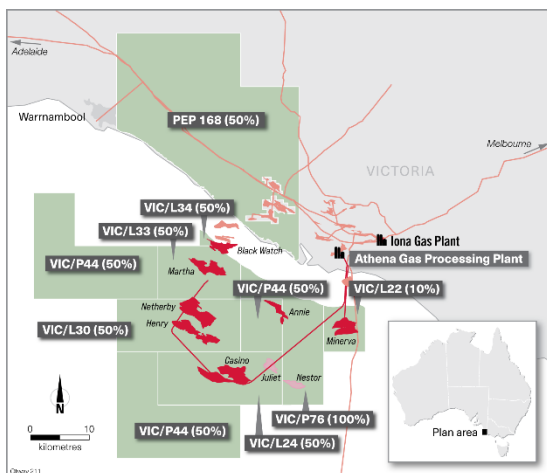 Adelaide
Warrnambool
PEP 168 (50%)
Melbourne
VICTORIA
VIC/L34 (50%)
VIC/L33 (50%)
Iona Gas Plant
Black Watch
Athena Gas Processing Plant
VIC/P44 (50%)
Martha
VIC/P44 (50%)
VIC/L22 (10%)
Netherby
Annie
VIC/L30 (50%)
Henry
Minerva
Casino
Juliet
Nestor
N
VIC/P76 (100%)
0
10
kilometres
VIC/P44 (50%)
VIC/L24 (50%)
Plan area